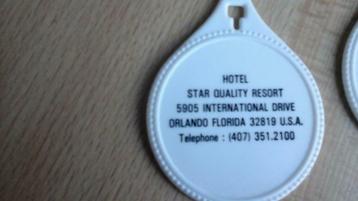 HOTEL
STAR QUALITY RESORT
5905 INTERNATIONAL DRIVE
ORLANDO FLORIDA 32819 U.S.A.
Telephone : (407) 351.2100